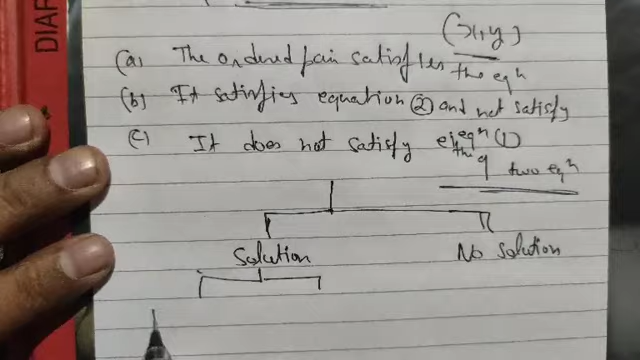 DIAR
(x,y)
(a) The ordered pair satisfies the eqn
(b) It satisfies equation ② and not satisfy
eqn (1)
(c) It does not satisfy the two eqn
Solution No solution